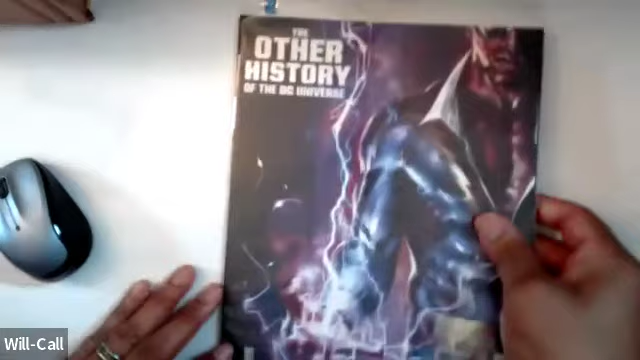 THE
OTHER
HISTORY
OF THE DC UNIVERSE
Will-Call